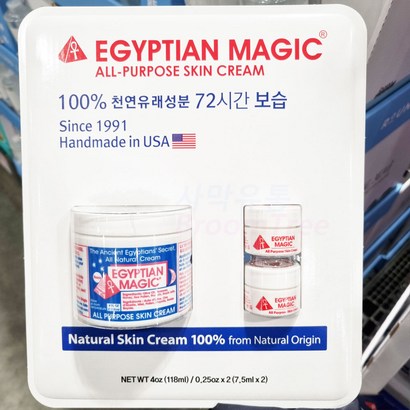 EGYPTIAN MAGIC®
ALL-PURPOSE SKIN CREAM
100% 천연유래성분 72시간 보습
Since 1991
Handmade in USA
The Ancient Egyptians' Secret
All Natural Cream
EGYPTIAN
MAGIC
ALL PURPOSE SKIN CREAM
EGYPTIAN
MAGIC
EGYPTIAN
MAGIC
Natural Skin Cream 100% from Natural Origin
NET WT 4oz (118ml) / 0,25oz x 2 (7,5ml x 2)